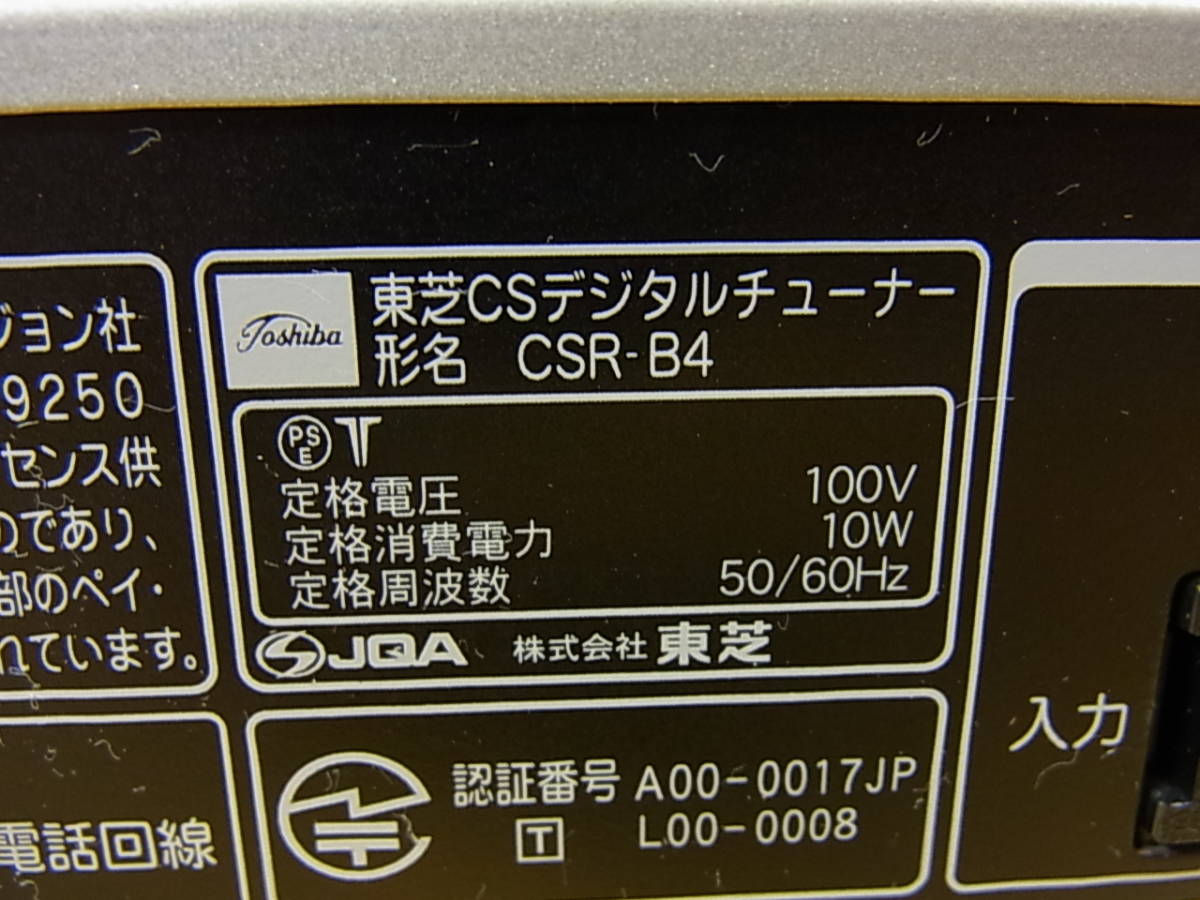 ジョン社
9250
センス供
のであり、
部のペイ・
れています。
電話回線
Toshiba
東芝CSデジタルチューナー
形名 CSR-B4
PSE T
定格電圧 100V
定格消費電力 10W
定格周波数 50/60Hz
JQA 株式会社 東芝
認証番号 A00-0017JP
T L00-0008
入力